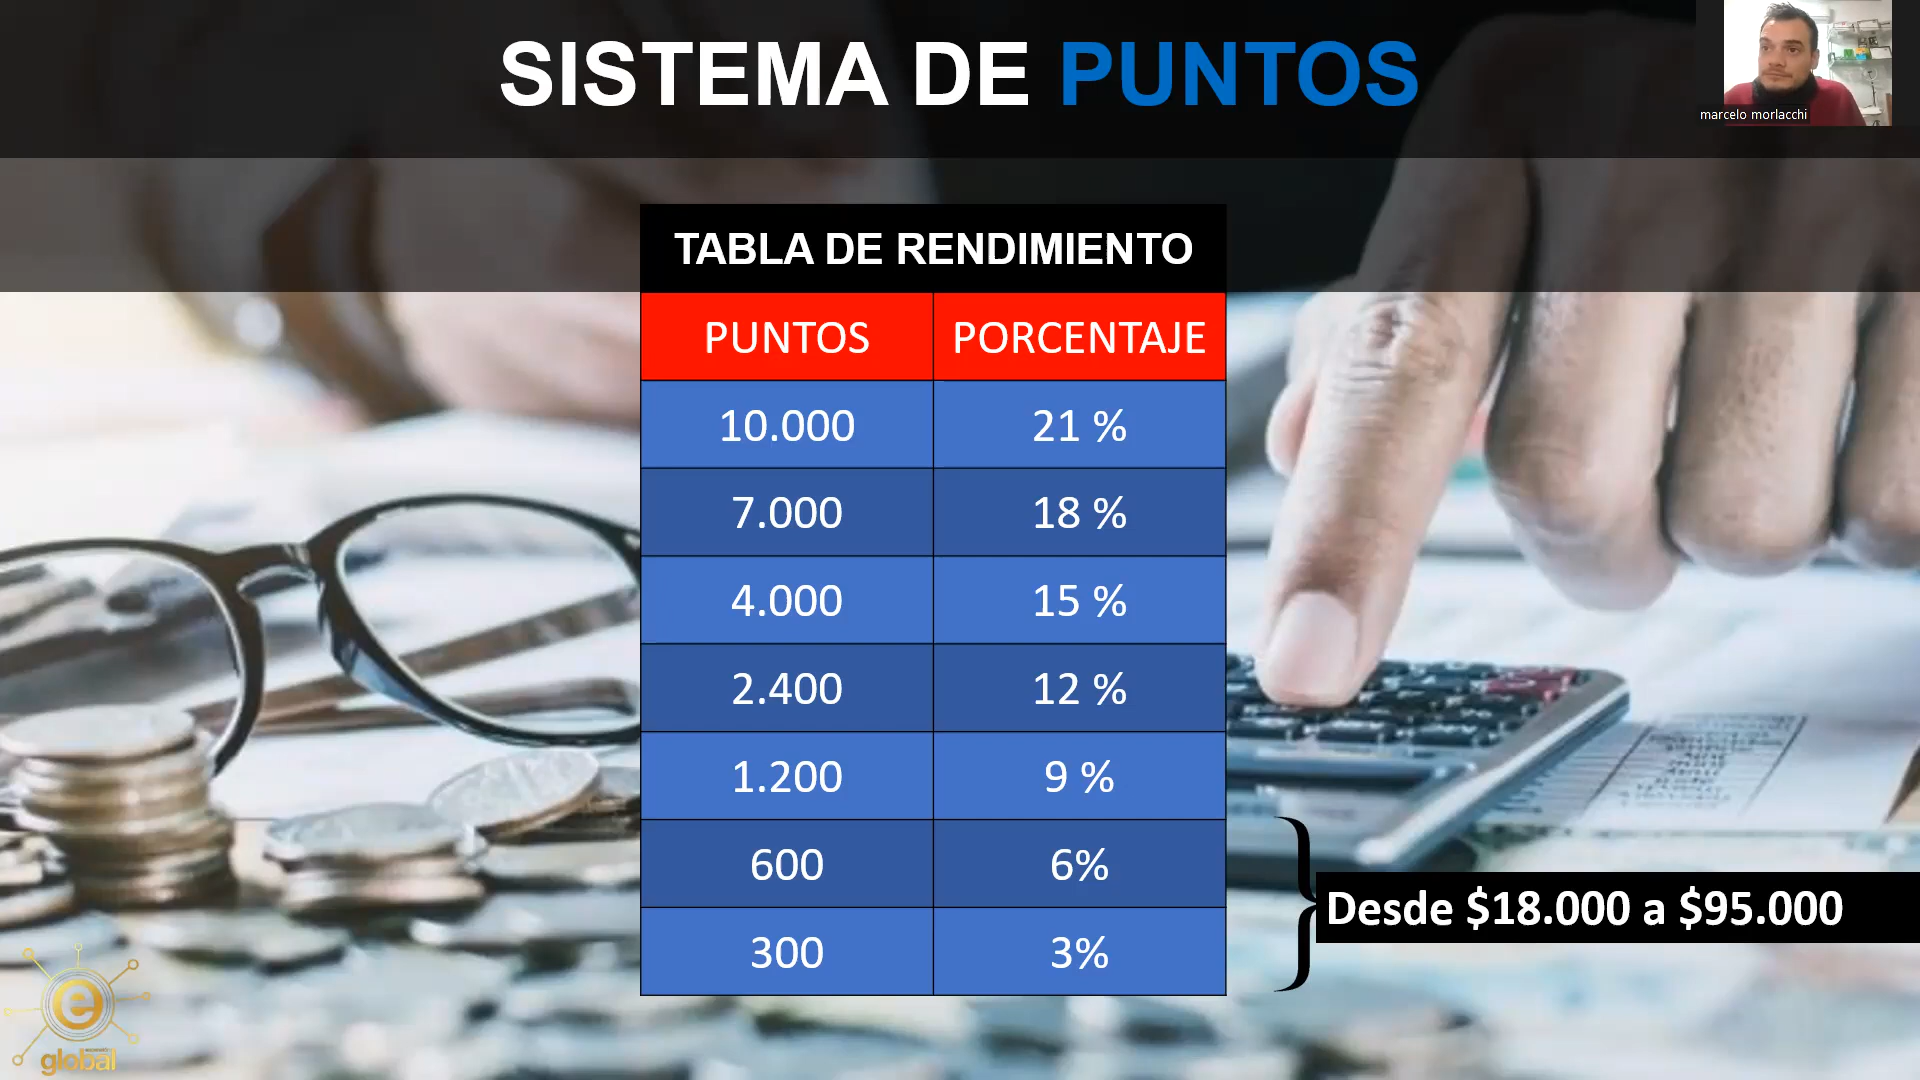 SISTEMA DE PUNTOS
marcelo morlacchi
TABLA DE RENDIMIENTO
PUNTOS PORCENTAJE
10.000 21 %
7.000 18 %
4.000 15 %
2.400 12 %
1.200 9 %
600 6%
300 3%
Desde $18.000 a $95.000
e
global